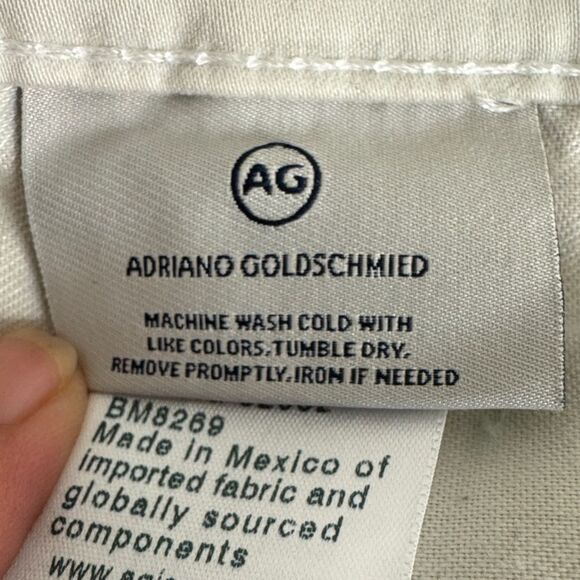 AG
ADRIANO GOLDSCHMIED
MACHINE WASH COLD WITH
LIKE COLORS,TUMBLE DRY,
REMOVE PROMPTLY.IRON IF NEEDED
BM8269
Made in Mexico of
imported fabric and
globally sourced
components